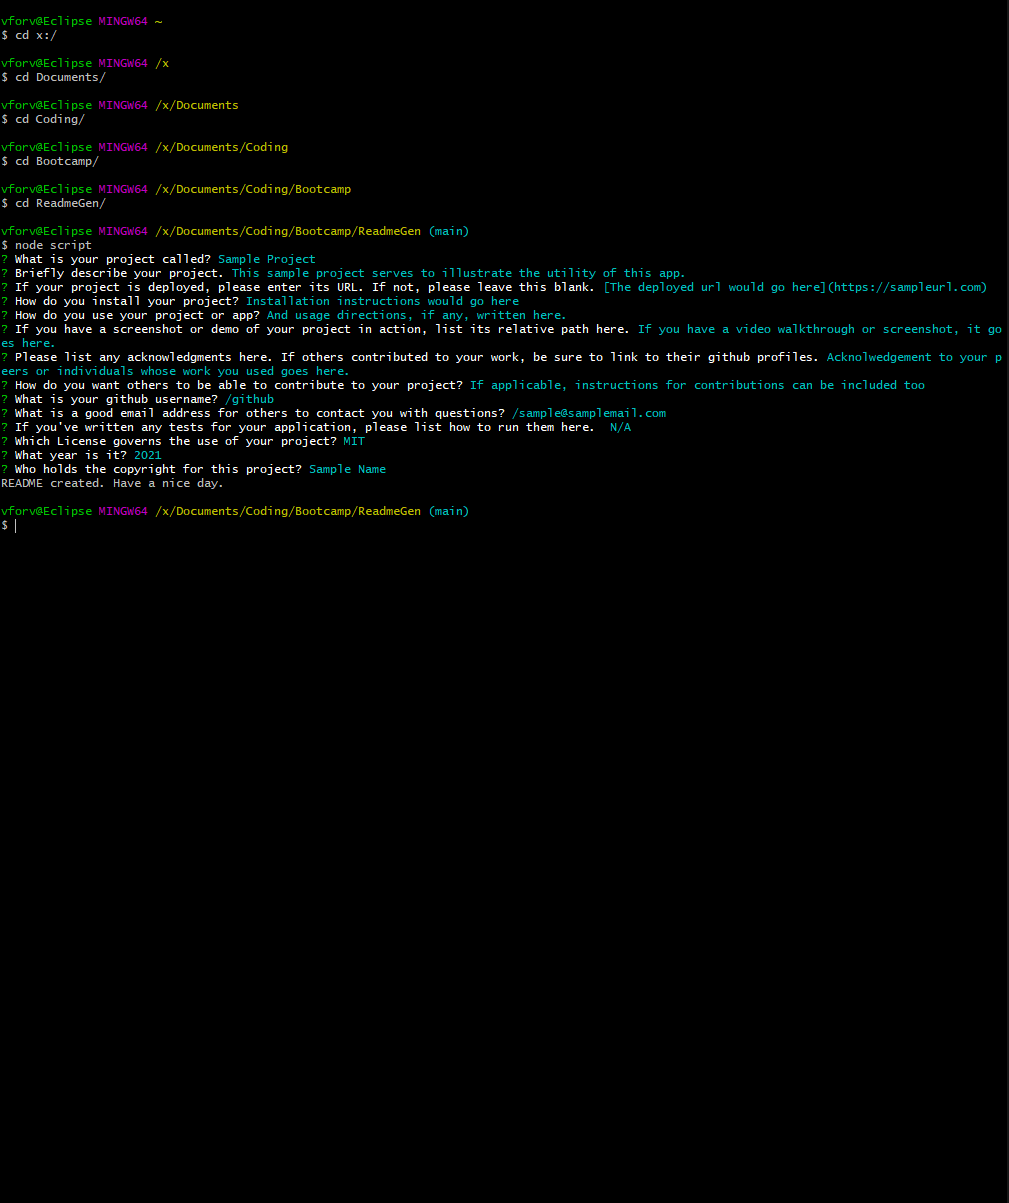 vforv@Eclipse MINGW64 ~
$ cd x:/
vforv@Eclipse MINGW64 /x
$ cd Documents/
vforv@Eclipse MINGW64 /x/Documents
$ cd Coding/
vforv@Eclipse MINGW64 /x/Documents/Coding
$ cd Bootcamp/
vforv@Eclipse MINGW64 /x/Documents/Coding/Bootcamp
$ cd ReadmeGen/
vforv@Eclipse MINGW64 /x/Documents/Coding/Bootcamp/ReadmeGen (main)
$ node script
? What is your project called? Sample Project
? Briefly describe your project. This sample project serves to illustrate the utility of this app.
? If your project is deployed, please enter its URL. If not, please leave this blank. [The deployed url would go here](https://sampleurl.com)
? How do you install your project? Installation instructions would go here
? How do you use your project or app? And usage directions, if any, written here.
? If you have a screenshot or demo of your project in action, list its relative path here. If you have a video walkthrough or screenshot, it go
es here.
? Please list any acknowledgments here. If others contributed to your work, be sure to link to their github profiles. Acknolwedgement to your p
eers or individuals whose work you used goes here.
? How do you want others to be able to contribute to your project? If applicable, instructions for contributions can be included too
? What is your github username? /github
? What is a good email address for others to contact you with questions? /sample@samplemail.com
? If you've written any tests for your application, please list how to run them here.  N/A
? Which License governs the use of your project? MIT
? What year is it? 2021
? Who holds the copyright for this project? Sample Name
README created. Have a nice day.
vforv@Eclipse MINGW64 /x/Documents/Coding/Bootcamp/ReadmeGen (main)
$